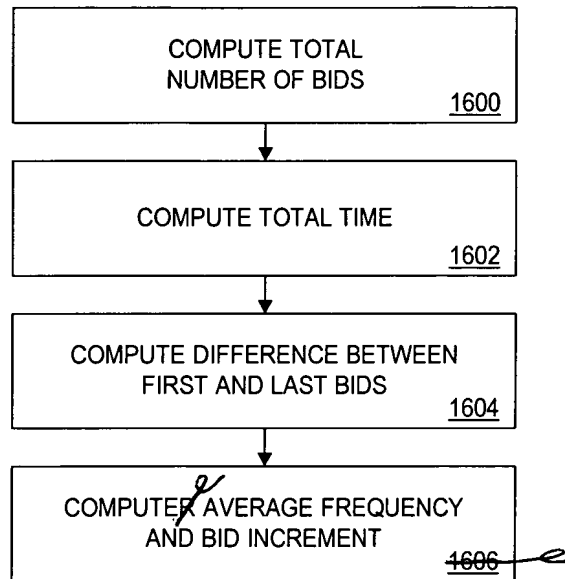 COMPUTE TOTAL
NUMBER OF BIDS
1600
COMPUTE TOTAL TIME
1602
COMPUTE DIFFERENCE BETWEEN
FIRST AND LAST BIDS
1604
COMPUTER AVERAGE FREQUENCY
AND BID INCREMENT
1606